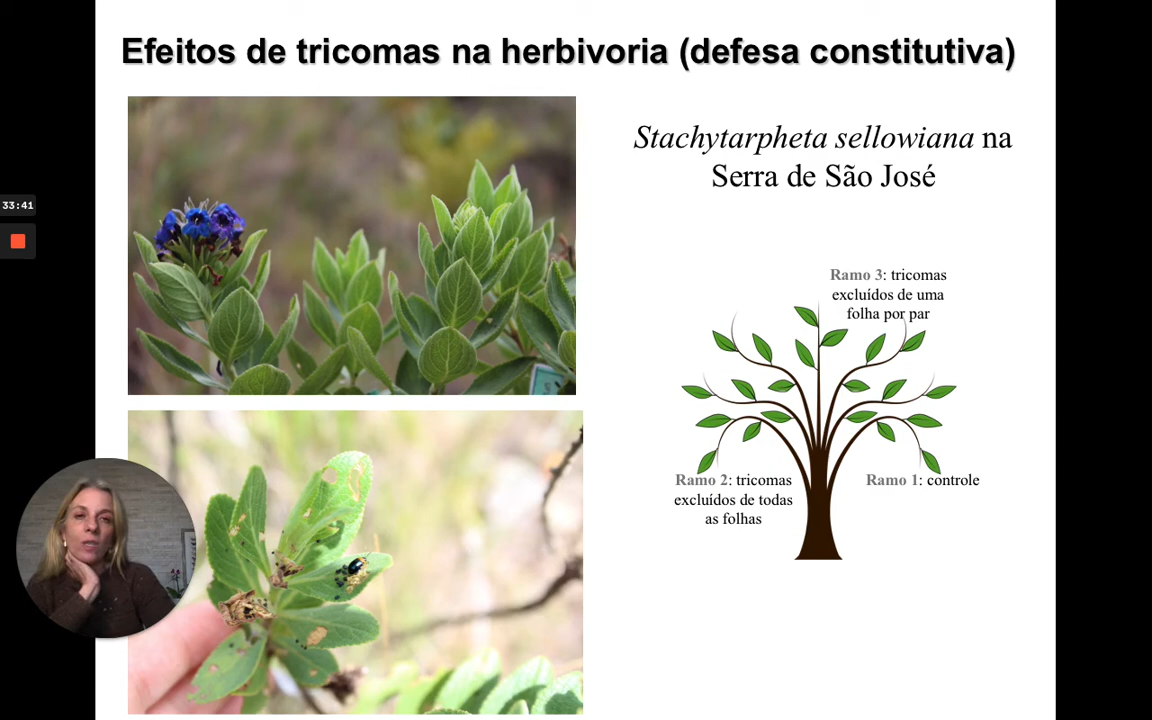 Efeitos de tricomas na herbivoria (defesa constitutiva)
Stachytarpheta sellowiana na
Serra de São José
33:41
Ramo 3: tricomas
excluídos de uma
folha por par
Ramo 2: tricomas
excluídos de todas
as folhas
Ramo 1: controle